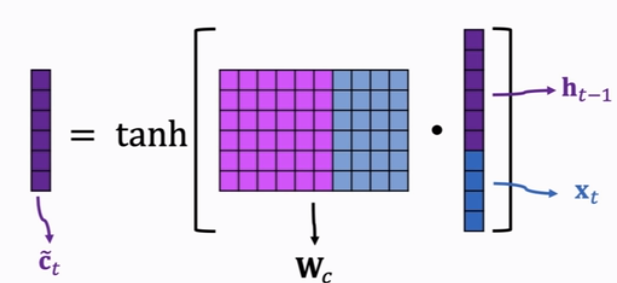 = tanh
·
h_{t−1}
x_t
c̃_t
W_c